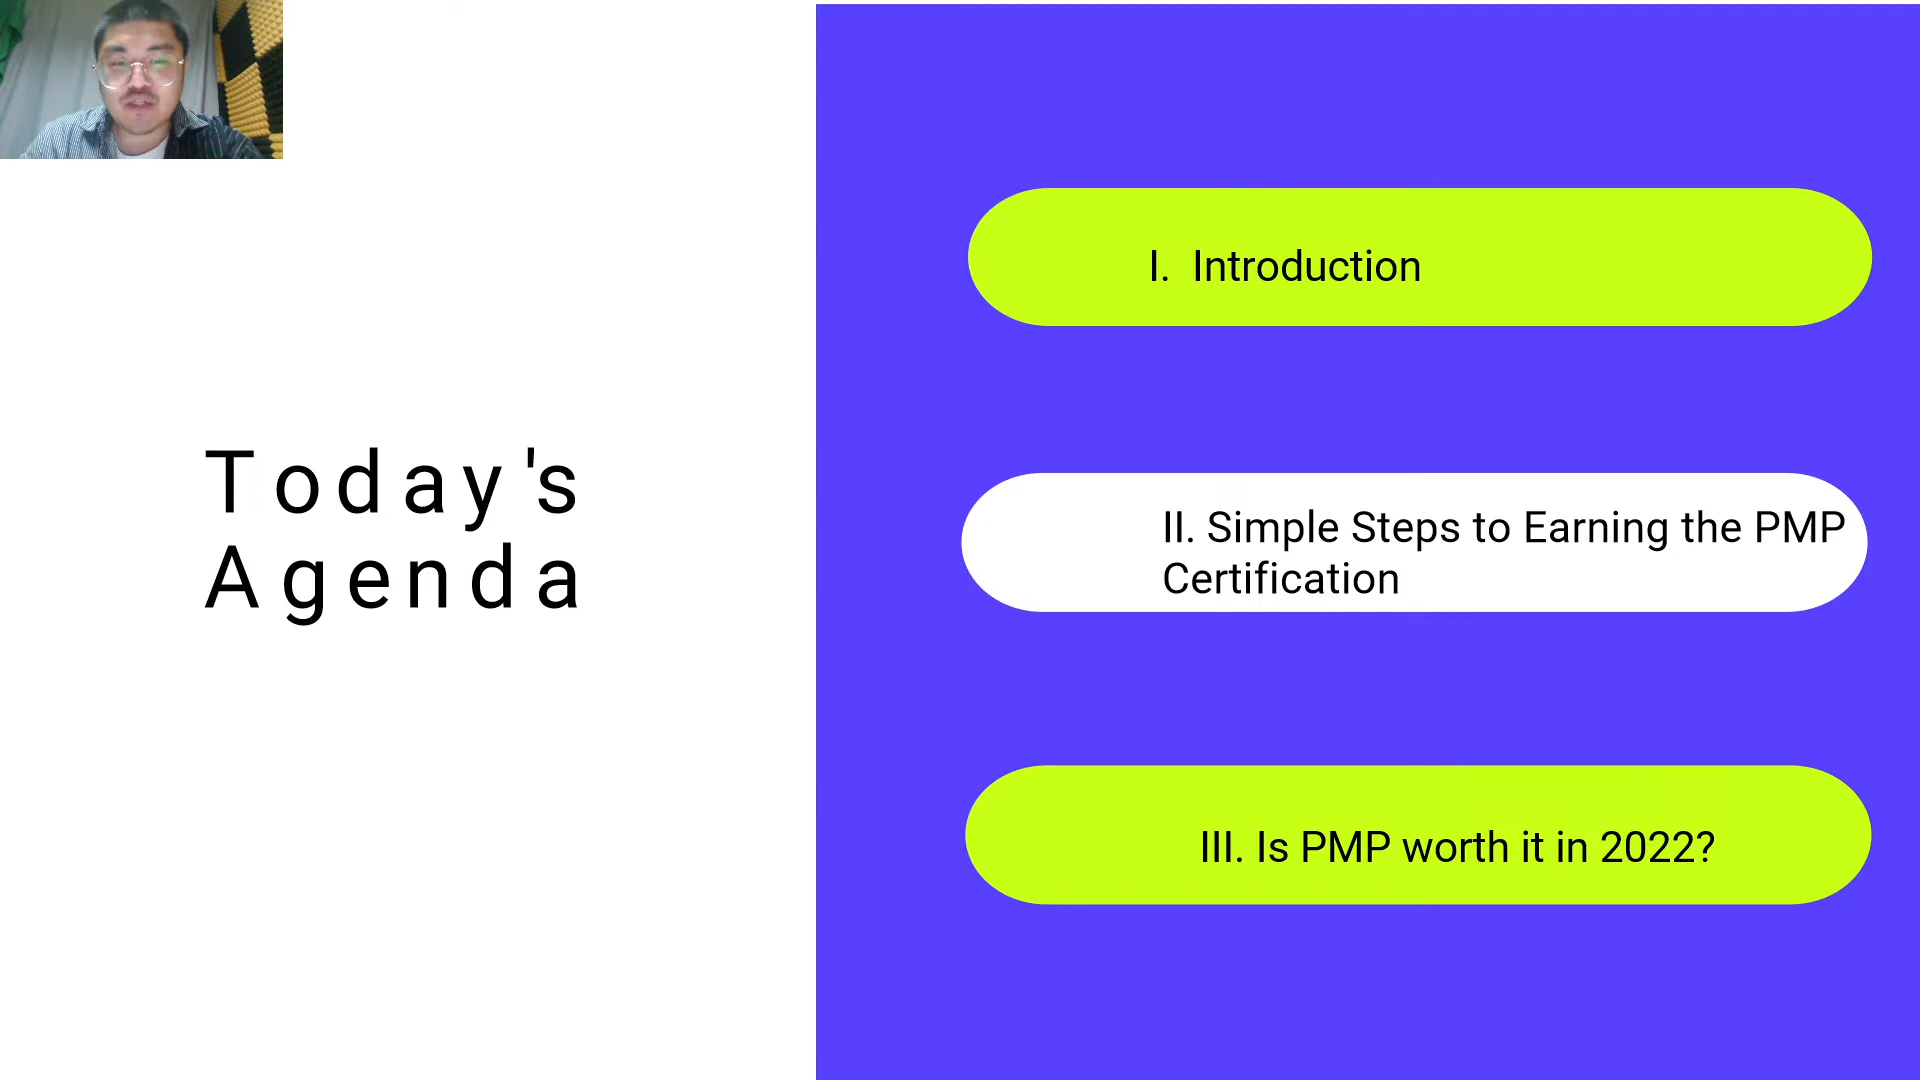 Today's
Agenda
I. Introduction
II. Simple Steps to Earning the PMP
Certification
III. Is PMP worth it in 2022?